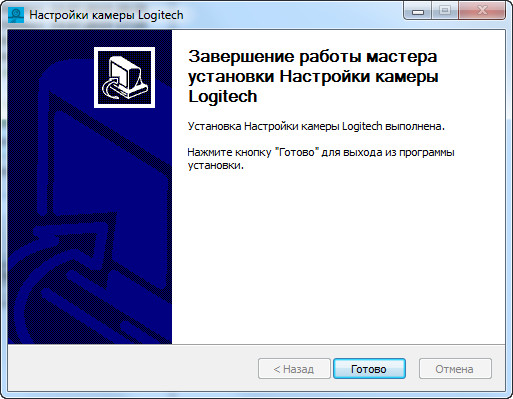 Настройки камеры Logitech
Завершение работы мастера
установки Настройки камеры
Logitech
Установка Настройки камеры Logitech выполнена.
Нажмите кнопку "Готово" для выхода из программы
установки.
< Назад Готово Отмена